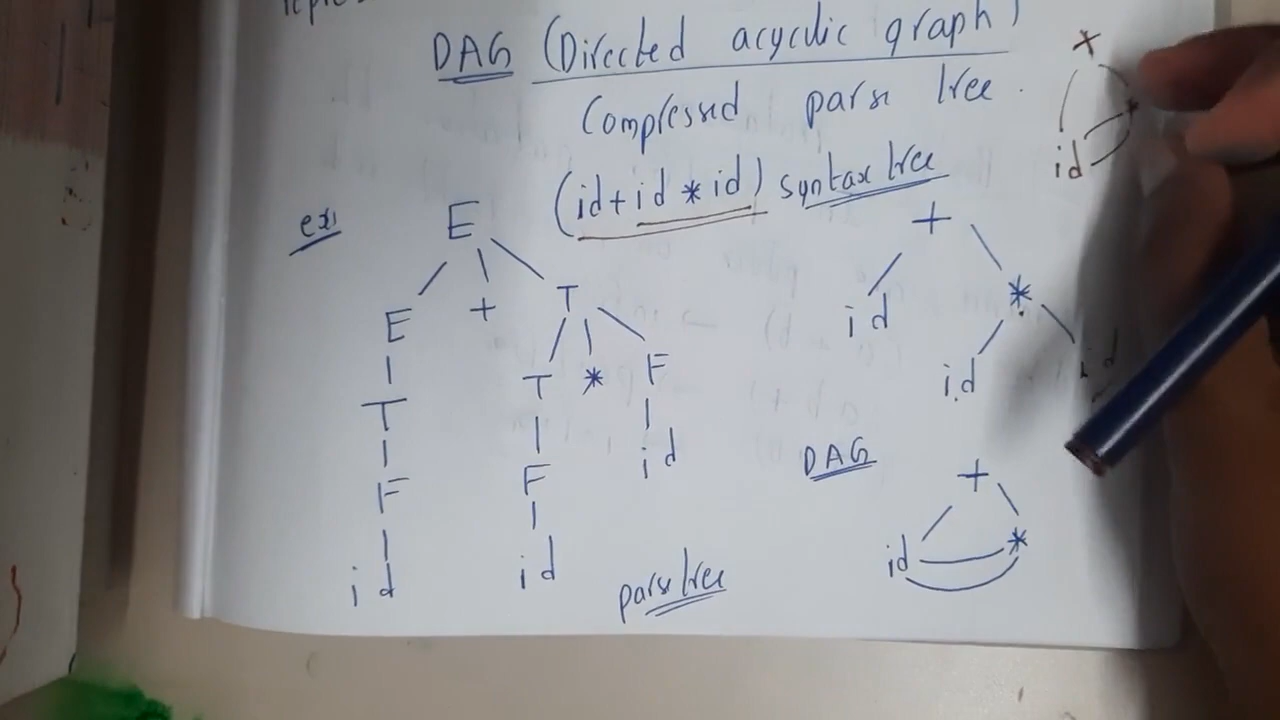 DAG (Directed acyclic graph)
Compressed parse tree.
(id+id * id) syntax tree
ex:
E
E + T
T
T * F
F
F
id
id
id
parse tree
+
id *
id id
DAG
+
id *
+
*
id